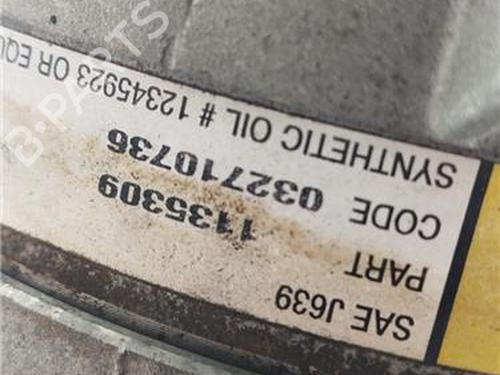 SAE J639
PART 1135309
CODE 032710736
SYNTHETIC OIL # 12345923 OR EQU
B-PARTS